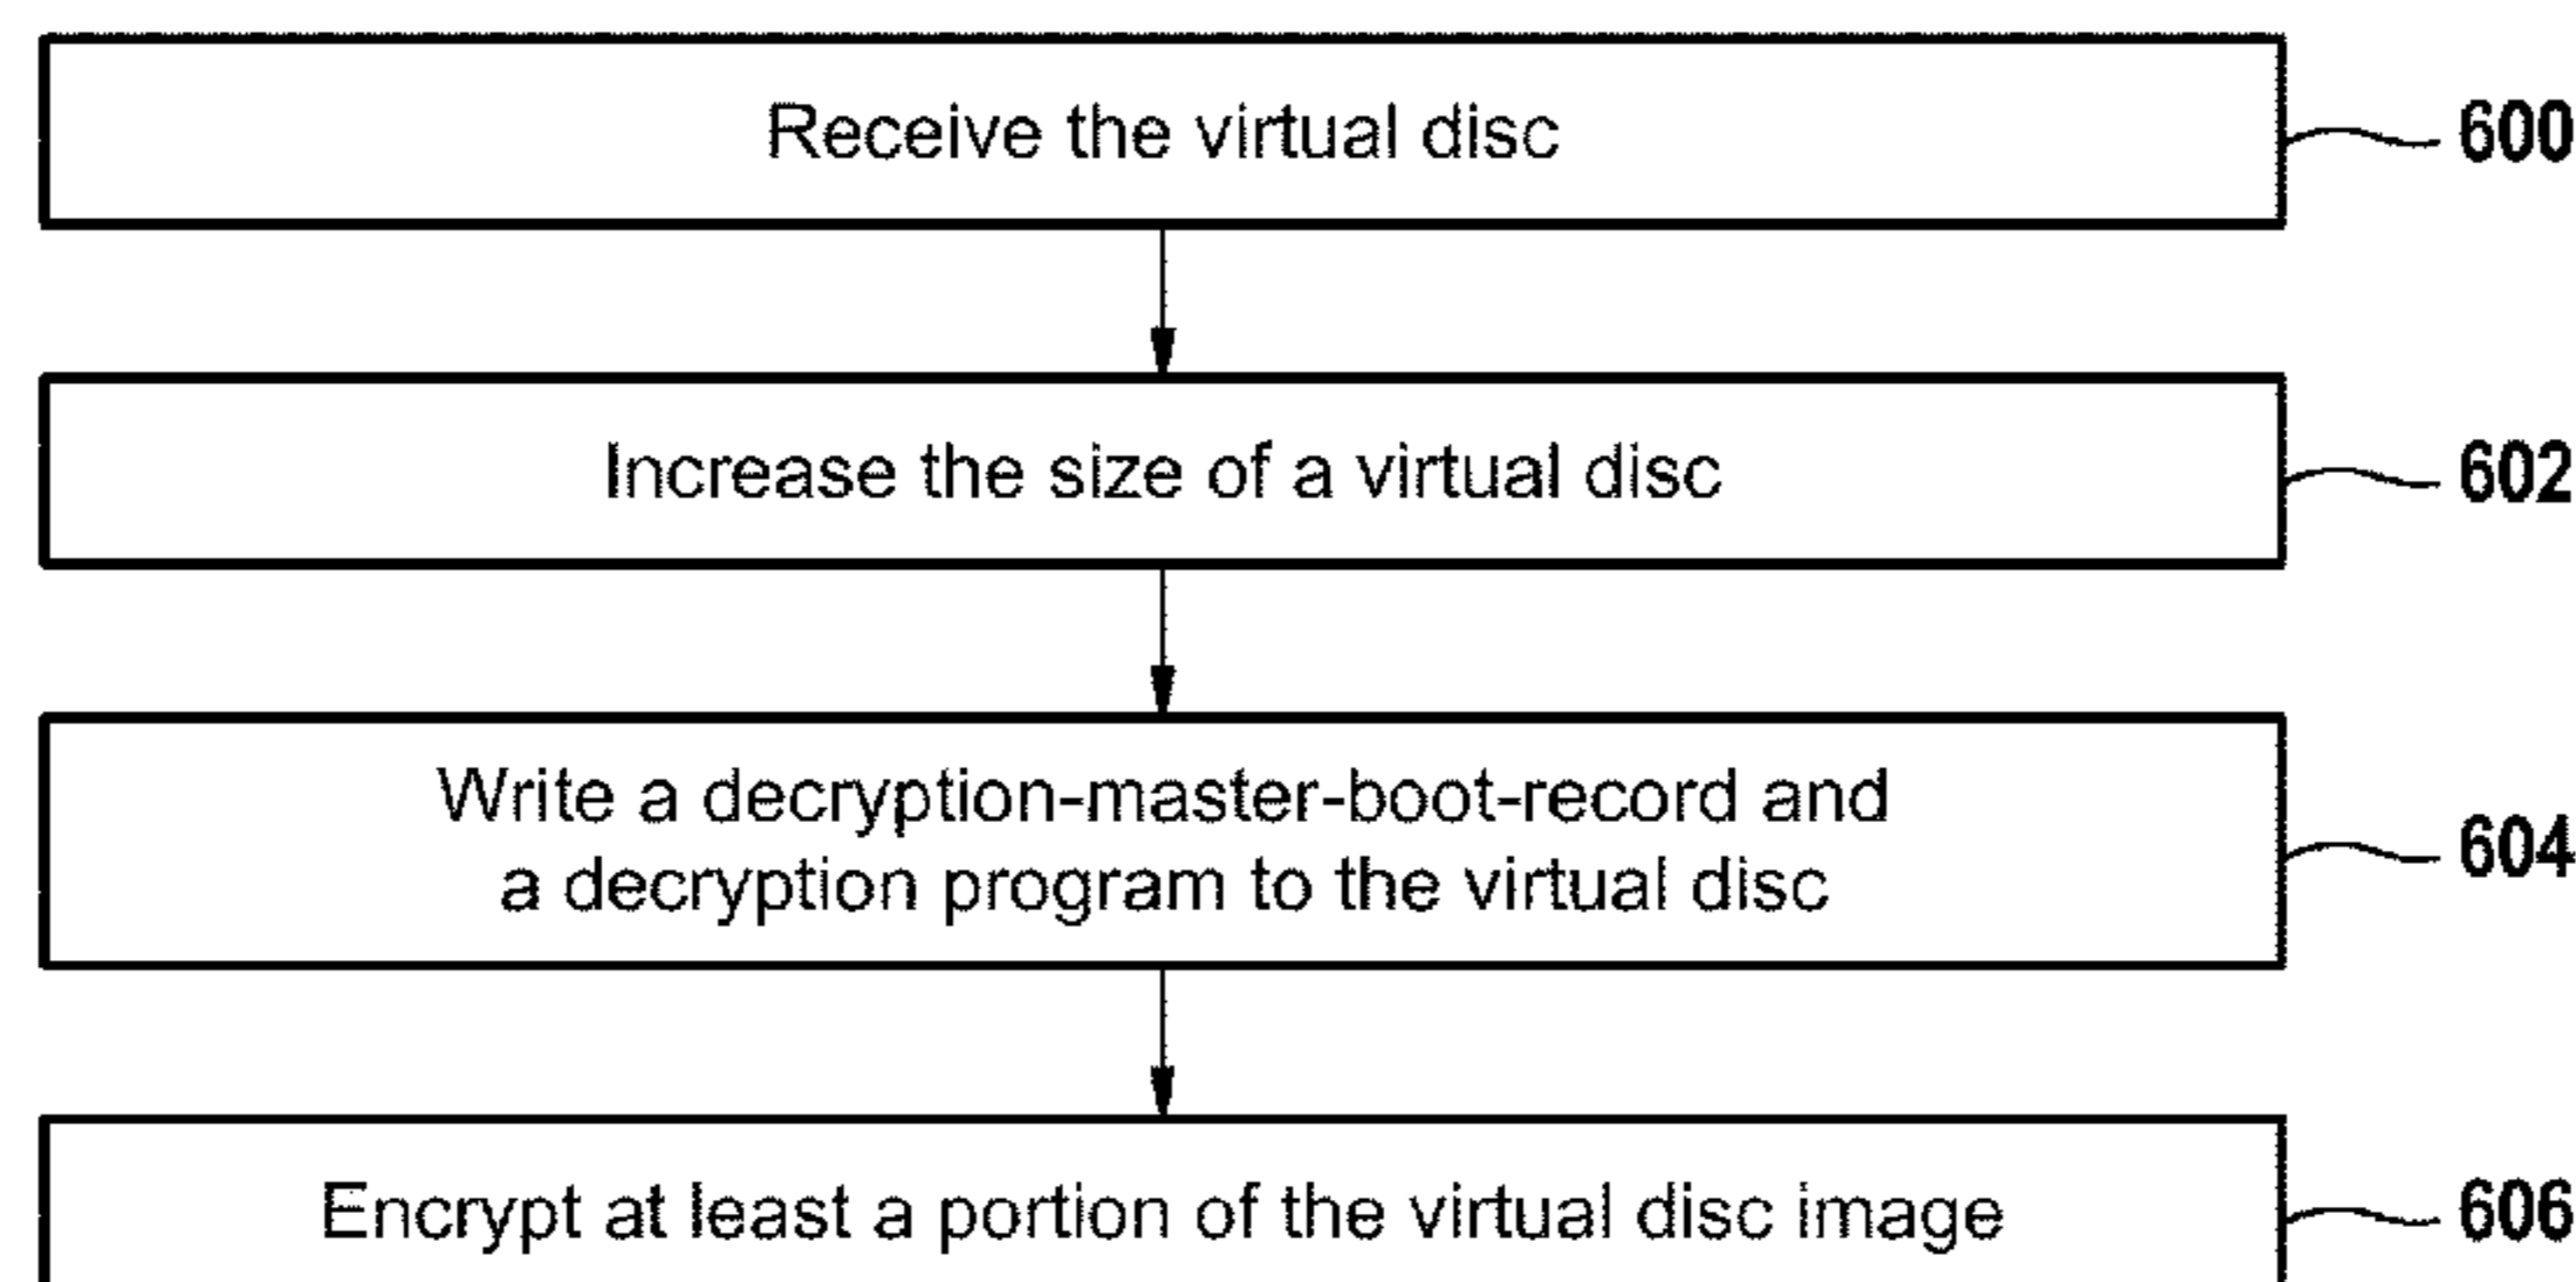 Receive the virtual disc
600
Increase the size of a virtual disc
602
Write a decryption-master-boot-record and
a decryption program to the virtual disc
604
Encrypt at least a portion of the virtual disc image
606